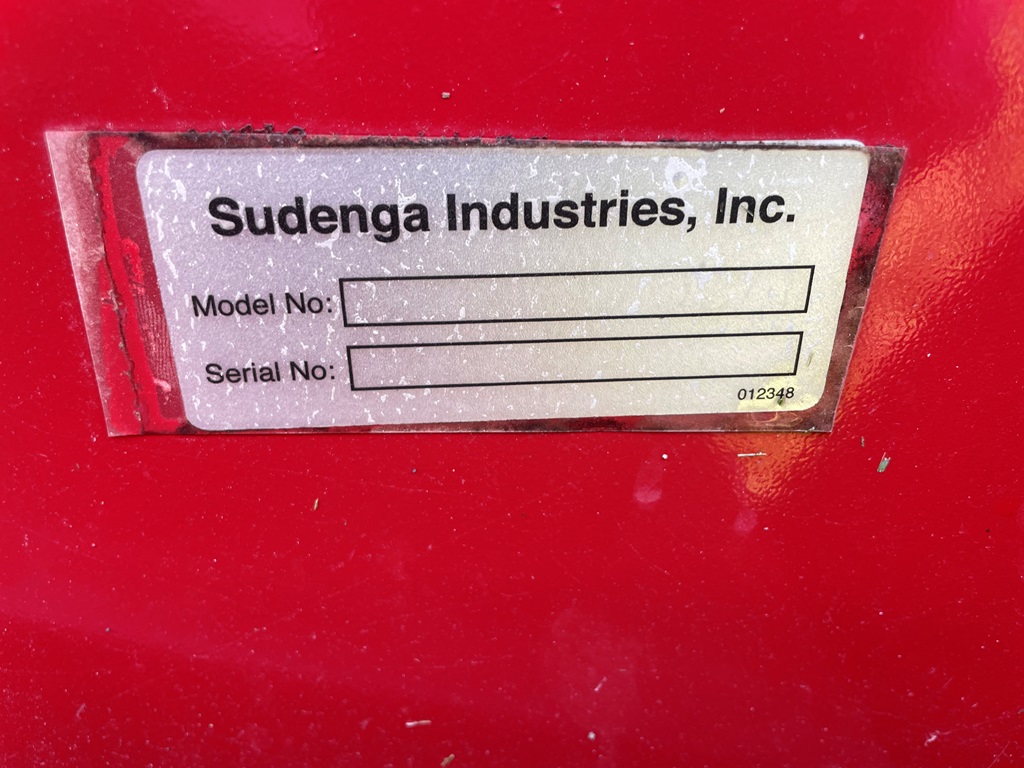 Sudenga Industries, Inc.
Model No:
Serial No:
012348